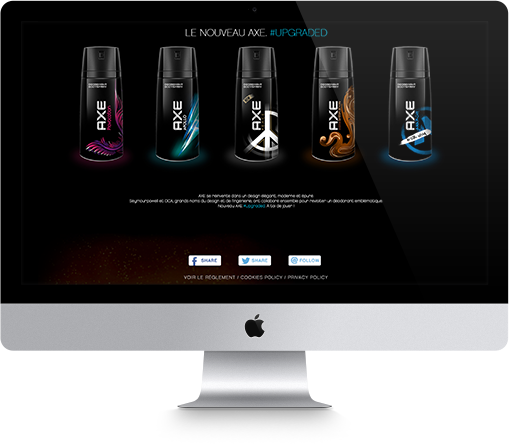 LE NOUVEAU AXE. #UPGRADED
AXE AXE AXE AXE AXE
APOLLO
AXE se réinvente dans un design élégant, moderne et épuré.
Seymourpowell et OCA, grands noms du design et de l'ingénierie, ont collaboré ensemble pour revisiter un déodorant emblématique.
Nouveau AXE #upgraded. À toi de jouer !
SHARE SHARE FOLLOW
VOIR LE RÈGLEMENT / COOKIES POLICY / PRIVACY POLICY